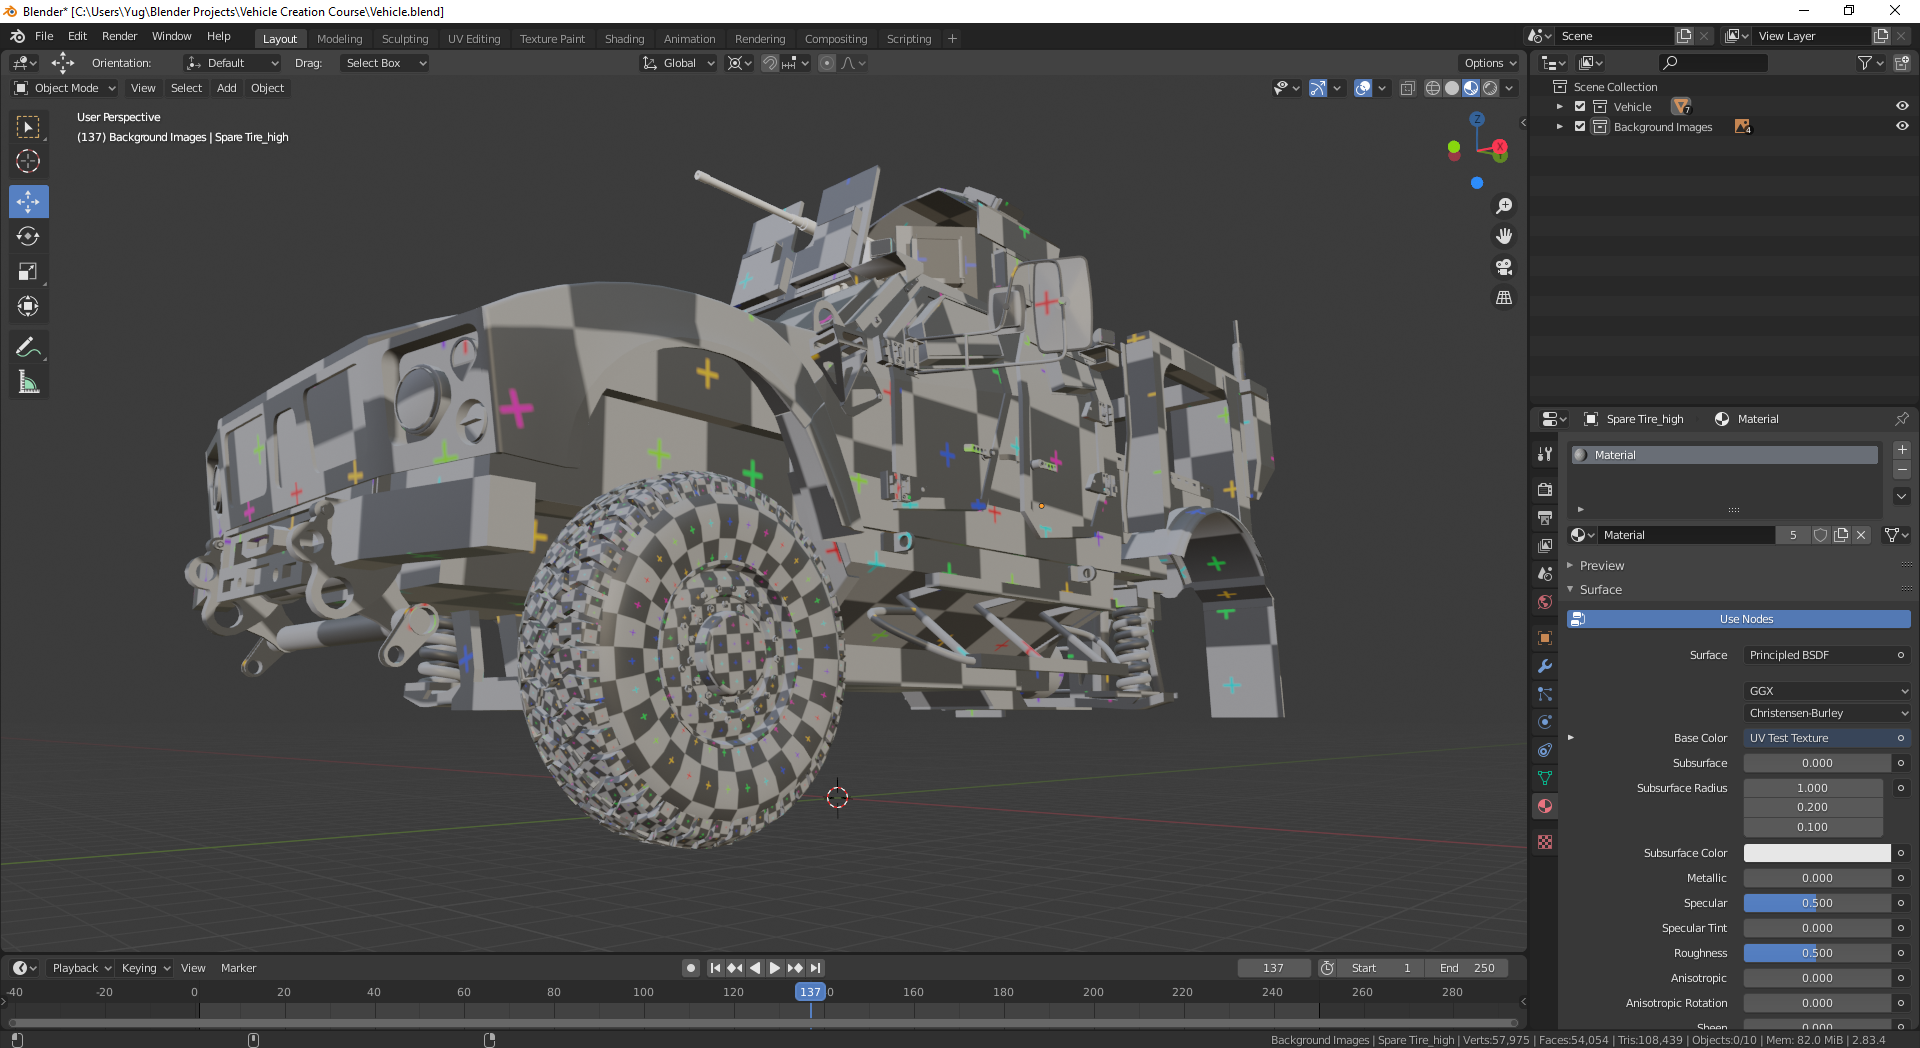 Blender* [C:\Users\Yug\Blender Projects\Vehicle Creation Course\Vehicle.blend]
File Edit Render Window Help Layout Modeling Sculpting UV Editing Texture Paint Shading Animation Rendering Compositing Scripting Scene View Layer
Orientation: Default Drag: Select Box Global Options
Object Mode View Select Add Object
User Perspective
(137) Background Images | Spare Tire_high
Z
X
Y
Scene Collection
Vehicle 7
Background Images 4
Spare Tire_high Material
Material
Material 5
Preview
Surface
Use Nodes
Surface Principled BSDF
GGX
Christensen-Burley
Base Color UV Test Texture
Subsurface 0.000
Subsurface Radius 1.000
0.200
0.100
Subsurface Color
Metallic 0.000
Specular 0.500
Specular Tint 0.000
Roughness 0.500
Anisotropic 0.000
Anisotropic Rotation 0.000
Sheen 0.000
Playback Keying View Marker 137 Start 1 End 250
-40 -20 0 20 40 60 80 100 120 137 160 180 200 220 240 260 280
Background Images | Spare Tire_high | Verts:57,975 | Faces:54,054 | Tris:108,439 | Objects:0/10 | Mem: 82.0 MiB | 2.83.4